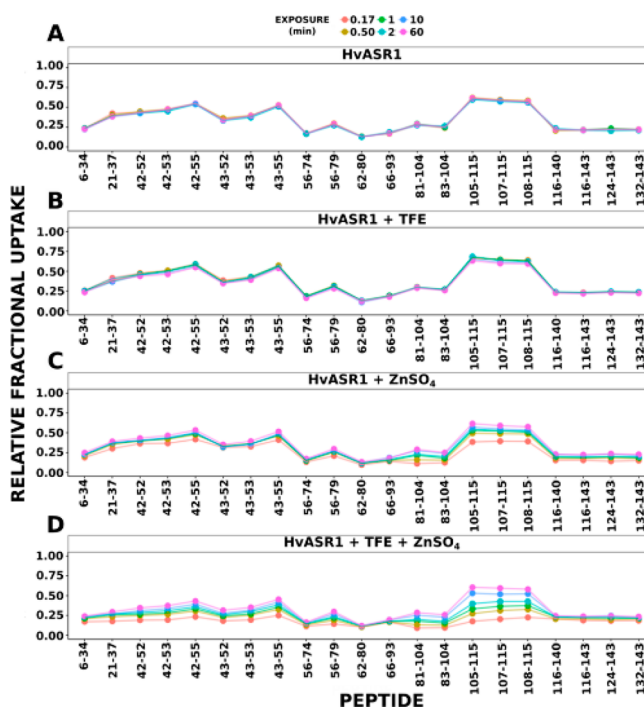 EXPOSURE 0.17 1 10
(min) 0.50 2 60
A
HvASR1
1.00
0.75
0.50
0.25
0.00
6-34 21-37 42-52 42-53 42-55 43-52 43-53 43-55 56-74 56-79 62-80 66-93 81-104 83-104 105-115 107-115 108-115 116-140 116-143 124-143 132-143
B
HvASR1 + TFE
1.00
0.75
0.50
0.25
0.00
6-34 21-37 42-52 42-53 42-55 43-52 43-53 43-55 56-74 56-79 62-80 66-93 81-104 83-104 105-115 107-115 108-115 116-140 116-143 124-143 132-143
C
HvASR1 + ZnSO₄
1.00
0.75
0.50
0.25
0.00
6-34 21-37 42-52 42-53 42-55 43-52 43-53 43-55 56-74 56-79 62-80 66-93 81-104 83-104 105-115 107-115 108-115 116-140 116-143 124-143 132-143
D
HvASR1 + TFE + ZnSO₄
1.00
0.75
0.50
0.25
0.00
6-34 21-37 42-52 42-53 42-55 43-52 43-53 43-55 56-74 56-79 62-80 66-93 81-104 83-104 105-115 107-115 108-115 116-140 116-143 124-143 132-143
RELATIVE FRACTIONAL UPTAKE
PEPTIDE